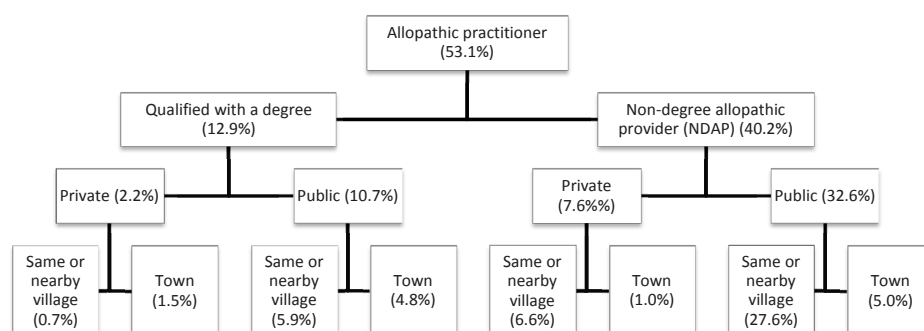 Allopathic practitioner
(53.1%)
Qualified with a degree
(12.9%)
Non-degree allopathic
provider (NDAP) (40.2%)
Private (2.2%)
Public (10.7%)
Private
(7.6%%)
Public (32.6%)
Same or
nearby
village
(0.7%)
Town
(1.5%)
Same or
nearby
village
(5.9%)
Town
(4.8%)
Same or
nearby
village
(6.6%)
Town
(1.0%)
Same or
nearby
village
(27.6%)
Town
(5.0%)